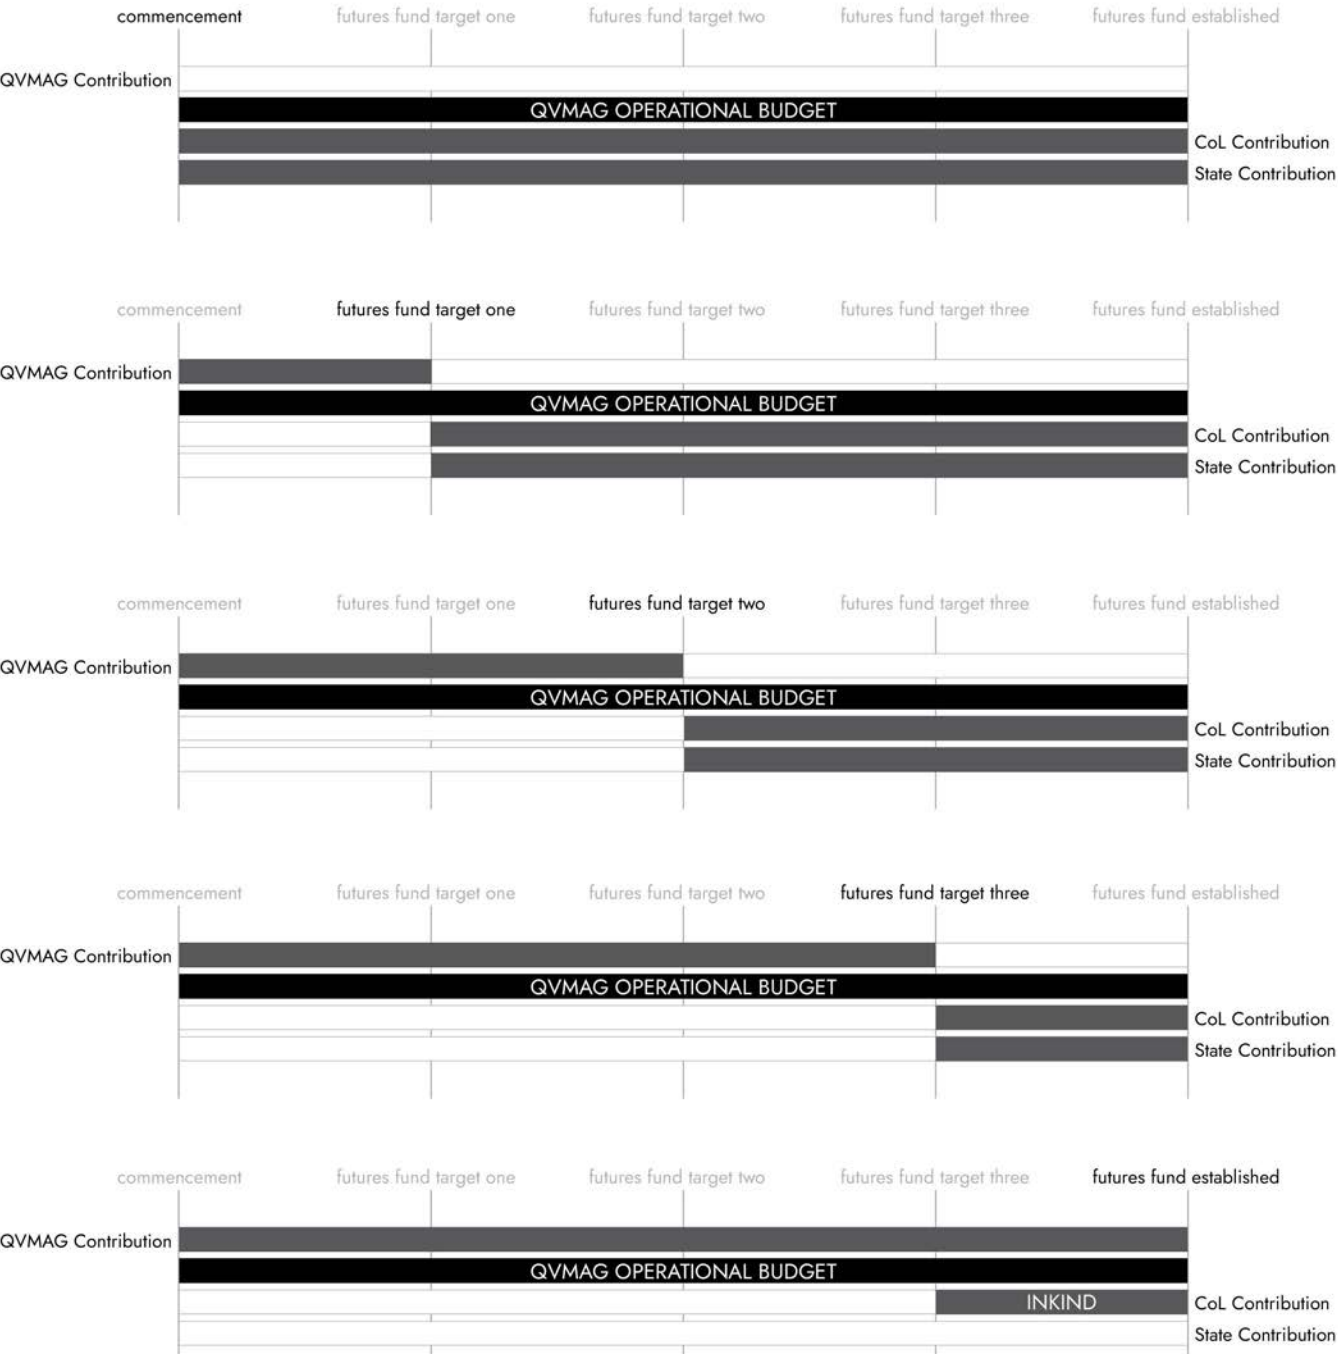 commencement futures fund target one futures fund target two futures fund target three futures fund established
QVMAG Contribution
QVMAG OPERATIONAL BUDGET
CoL Contribution
State Contribution
commencement futures fund target one futures fund target two futures fund target three futures fund established
QVMAG Contribution
QVMAG OPERATIONAL BUDGET
CoL Contribution
State Contribution
commencement futures fund target one futures fund target two futures fund target three futures fund established
QVMAG Contribution
QVMAG OPERATIONAL BUDGET
CoL Contribution
State Contribution
commencement futures fund target one futures fund target two futures fund target three futures fund established
QVMAG Contribution
QVMAG OPERATIONAL BUDGET
CoL Contribution
State Contribution
commencement futures fund target one futures fund target two futures fund target three futures fund established
QVMAG Contribution
QVMAG OPERATIONAL BUDGET
INKIND CoL Contribution
State Contribution